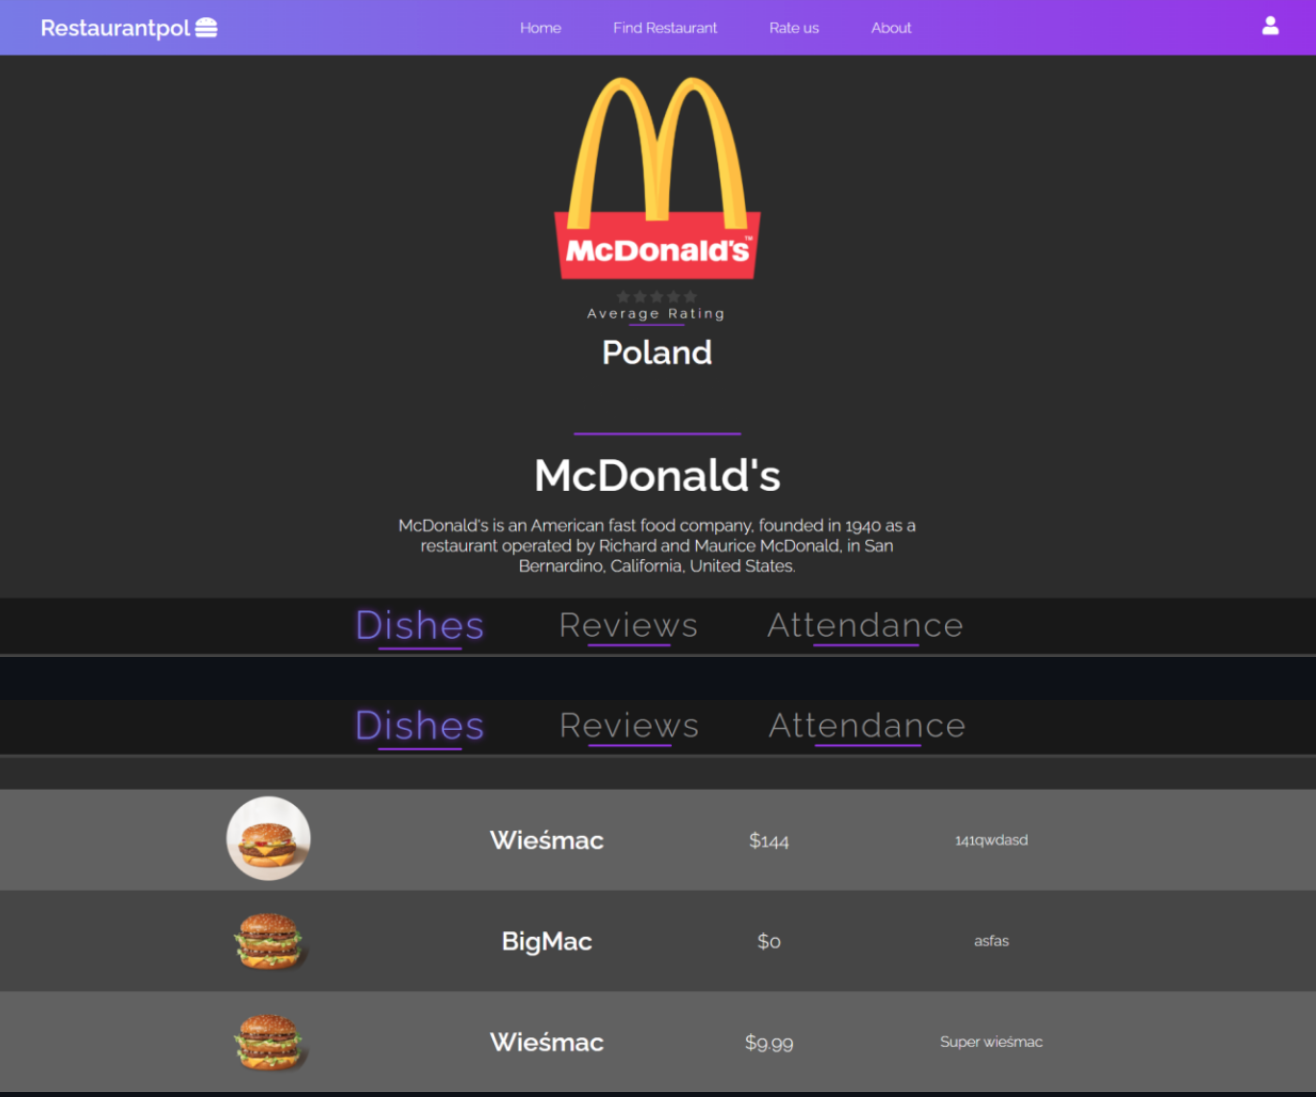 Restaurantpol
Home
Find Restaurant
Rate us
About
McDonald's™
Average Rating
Poland
McDonald's
McDonald's is an American fast food company, founded in 1940 as a
restaurant operated by Richard and Maurice McDonald, in San
Bernardino, California, United States.
Dishes
Reviews
Attendance
Dishes
Reviews
Attendance
Wieśmac
$144
141qwdasd
BigMac
$0
asfas
Wieśmac
$9.99
Super wieśmac